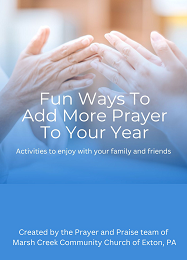 Fun Ways To
Add More Prayer
To Your Year
Activities to enjoy with your family and friends
Created by the Prayer and Praise team of
Marsh Creek Community Church of Exton, PA